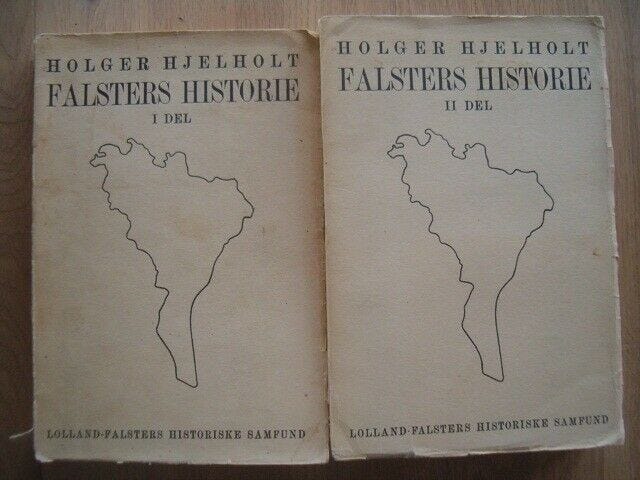 HOLGER HJELHOLT
FALSTERS HISTORIE
I DEL
LOLLAND-FALSTERS HISTORISKE SAMFUND
HOLGER HJELHOLT
FALSTERS HISTORIE
II DEL
LOLLAND-FALSTERS HISTORISKE SAMFUND